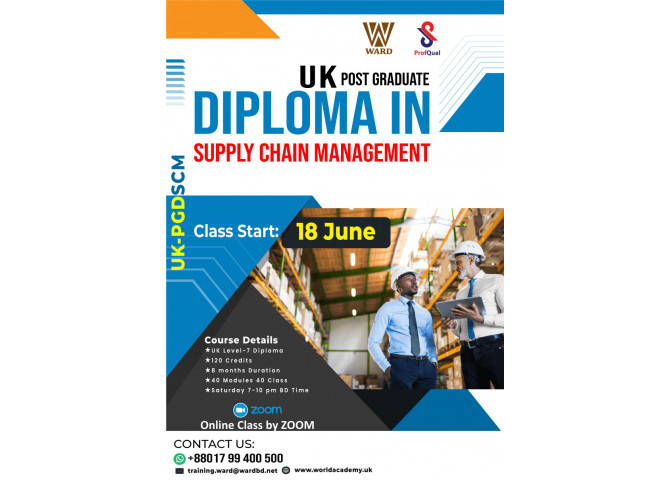 WARD
ProfQual
UK POST GRADUATE
DIPLOMA IN
SUPPLY CHAIN MANAGEMENT
UK-PGDSCM
Class Start: 18 June
Course Details
★UK Level-7 Diploma
★120 Credits
★8 months Duration
★40 Modules 40 Class
★Saturday 7-10 pm BD Time
zoom
Online Class by ZOOM
CONTACT US:
+88017 99 400 500
training.ward@wardbd.net www.worldacademy.uk